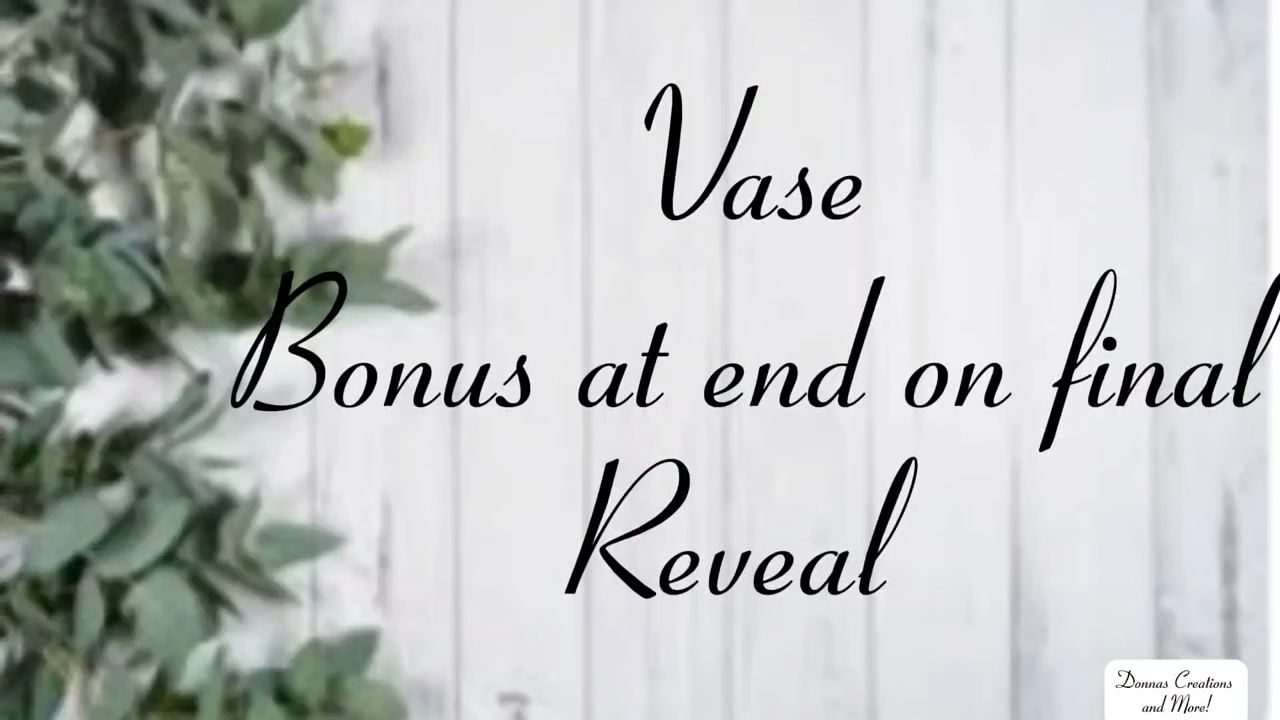 Vase
Bonus at end on final
Reveal
Donnas Creations
and More!